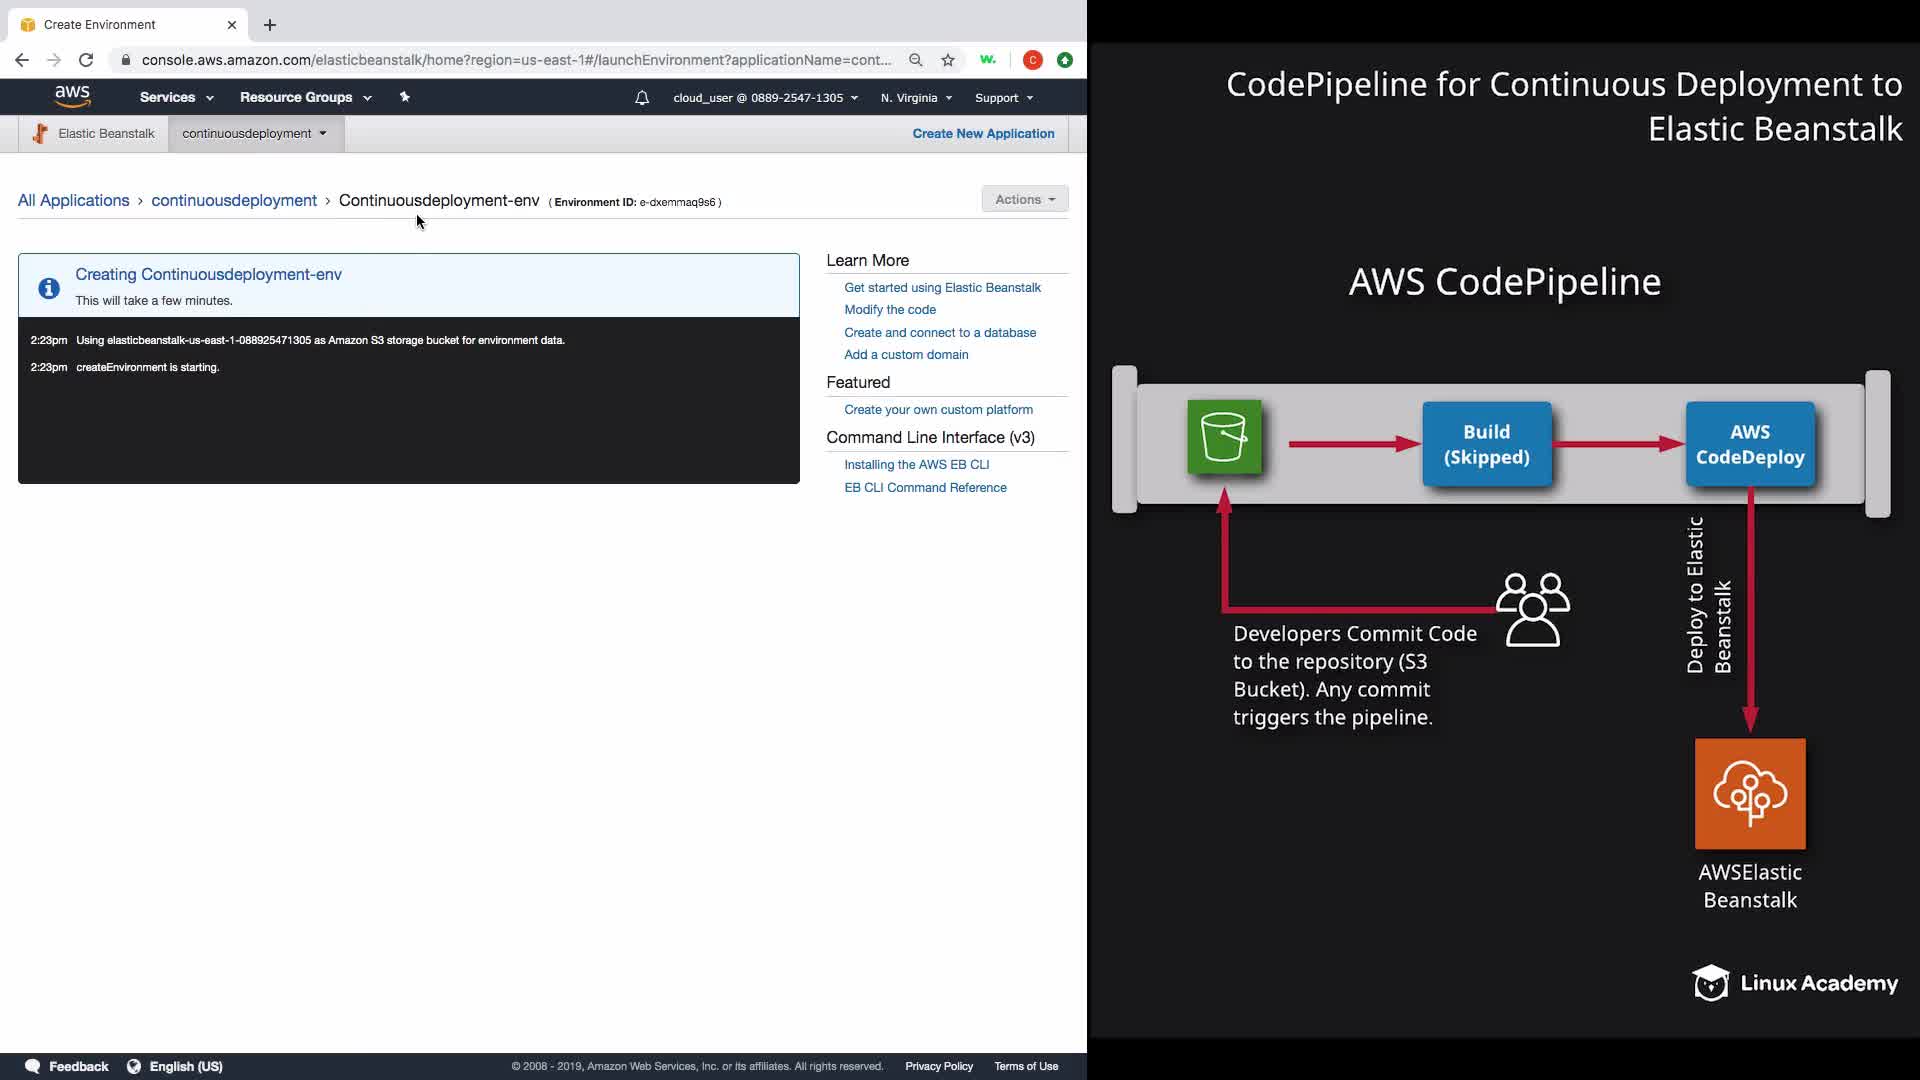 Create Environment
console.aws.amazon.com/elasticbeanstalk/home?region=us-east-1#/launchEnvironment?applicationName=cont...
w.
C
aws
Services
Resource Groups
cloud_user @ 0889-2547-1305
N. Virginia
Support
Elastic Beanstalk
continuousdeployment
Create New Application
All Applications › continuousdeployment › Continuousdeployment-env ( Environment ID: e-dxemmaq9s6 )
Actions
Creating Continuousdeployment-env
This will take a few minutes.
2:23pm Using elasticbeanstalk-us-east-1-088925471305 as Amazon S3 storage bucket for environment data.
2:23pm createEnvironment is starting.
Learn More
Get started using Elastic Beanstalk
Modify the code
Create and connect to a database
Add a custom domain
Featured
Create your own custom platform
Command Line Interface (v3)
Installing the AWS EB CLI
EB CLI Command Reference
Feedback
English (US)
© 2008 - 2019, Amazon Web Services, Inc. or its affiliates. All rights reserved.
Privacy Policy
Terms of Use
CodePipeline for Continuous Deployment to
Elastic Beanstalk
AWS CodePipeline
Build
(Skipped)
AWS
CodeDeploy
Developers Commit Code
to the repository (S3
Bucket). Any commit
triggers the pipeline.
Deploy to Elastic
Beanstalk
AWSElastic
Beanstalk
Linux Academy